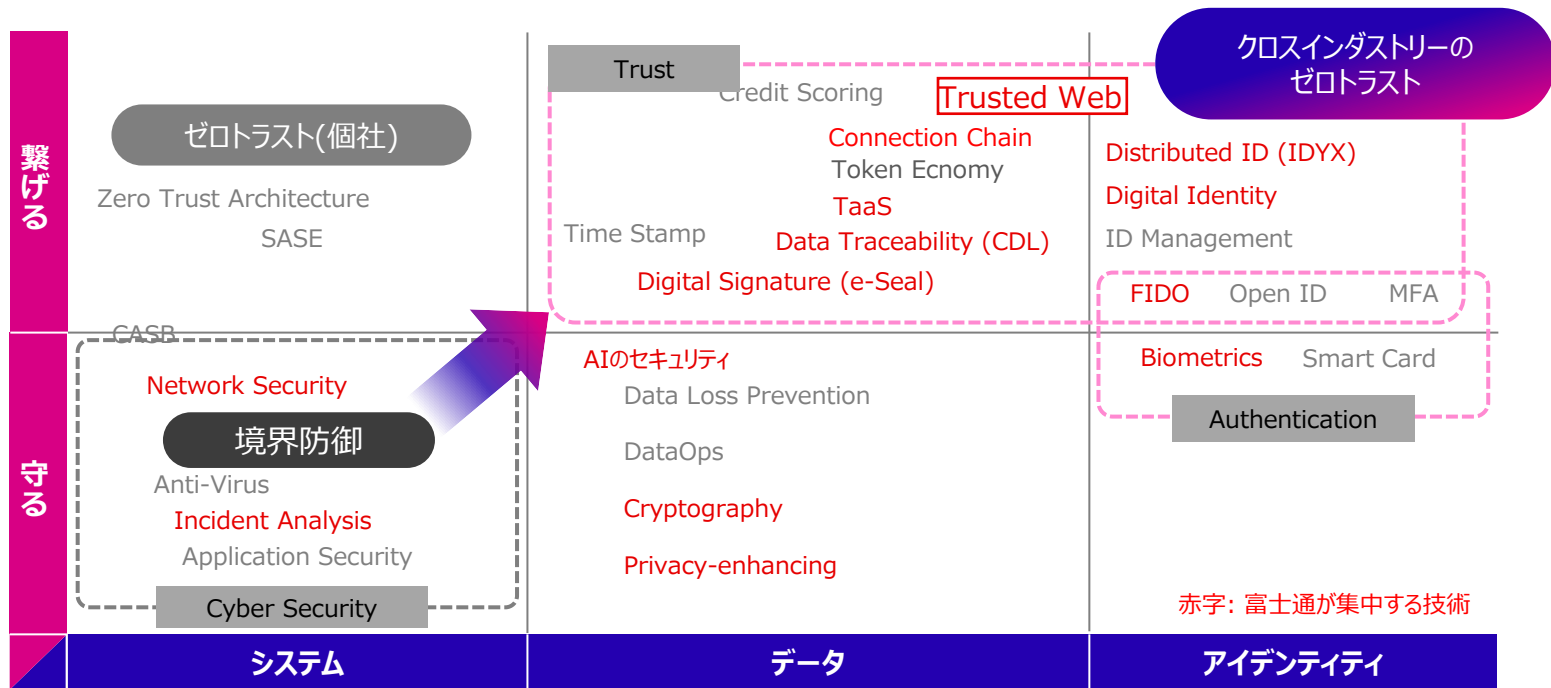 クロスインダストリーの
ゼロトラスト
繋げる
ゼロトラスト(個社)
Zero Trust Architecture
SASE
CASB
Trust
Credit Scoring
Trusted Web
Connection Chain
Token Ecnomy
TaaS
Time Stamp
Data Traceability (CDL)
Digital Signature (e-Seal)
Distributed ID (IDYX)
Digital Identity
ID Management
FIDO
Open ID
MFA
守る
Network Security
境界防御
Anti-Virus
Incident Analysis
Application Security
Cyber Security
AIのセキュリティ
Data Loss Prevention
DataOps
Cryptography
Privacy-enhancing
Biometrics
Smart Card
Authentication
赤字: 富士通が集中する技術
システム
データ
アイデンティティ